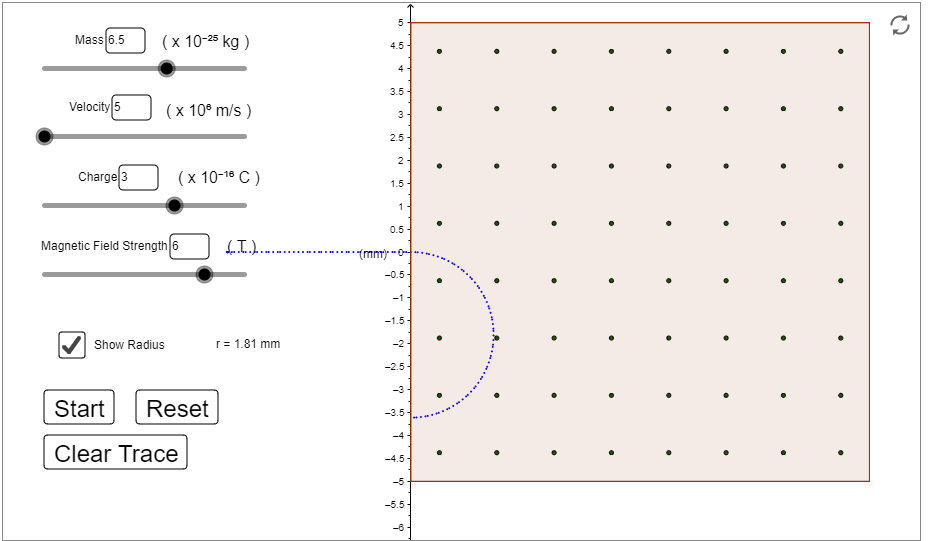 Mass 6.5 ( x 10⁻²⁵ kg )
Velocity 5 ( x 10⁶ m/s )
Charge 3 ( x 10⁻¹⁶ C )
Magnetic Field Strength 6 ( T )
Show Radius r = 1.81 mm
Start Reset
Clear Trace
(mm)
5
4.5
4
3.5
3
2.5
2
1.5
1
0.5
0
−0.5
−1
−1.5
−2
−2.5
−3
−3.5
−4
−4.5
−5
−5.5
−6